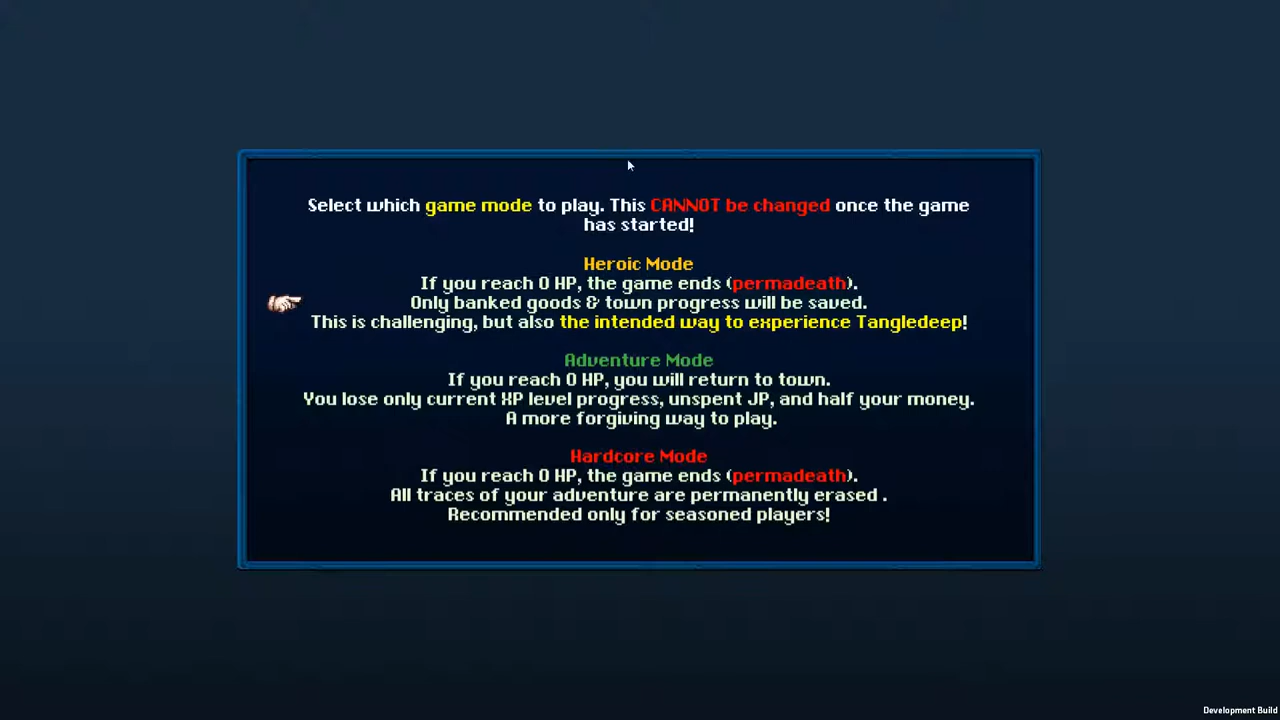 Select which game mode to play. This CANNOT be changed once the game
has started!
Heroic Mode
If you reach 0 HP, the game ends (permadeath).
Only banked goods & town progress will be saved.
This is challenging, but also the intended way to experience Tangledeep!
Adventure Mode
If you reach 0 HP, you will return to town.
You lose only current XP level progress, unspent JP, and half your money.
A more forgiving way to play.
Hardcore Mode
If you reach 0 HP, the game ends (permadeath).
All traces of your adventure are permanently erased .
Recommended only for seasoned players!
Development Build